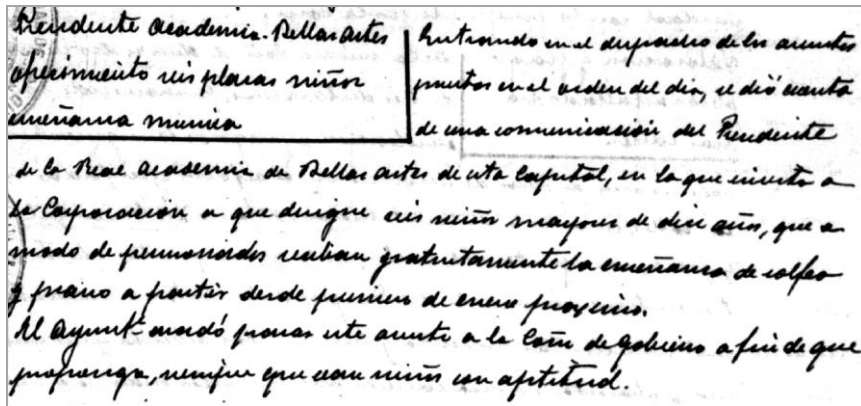 Presidente Academia-Bellas Artes
ofrecimiento seis plazas niños
enseñanza musica
Entrando en el despacho de los asuntos
puestos en el orden del dia, se dió cuenta
de una comunicación del Presidente
de la Real Academia de Bellas Artes de esta Capital, en la que invita a
la Corporación a que designe seis niños mayores de diez años, que a
modo de pensionados reciban gratuitamente la enseñanza de solfeo
y piano a partir desde primero de enero proximo.
El Ayuntº acordó pasar este asunto a la Comº de Gobierno a fin de que
proponga, siempre que sean niños con aptitud.